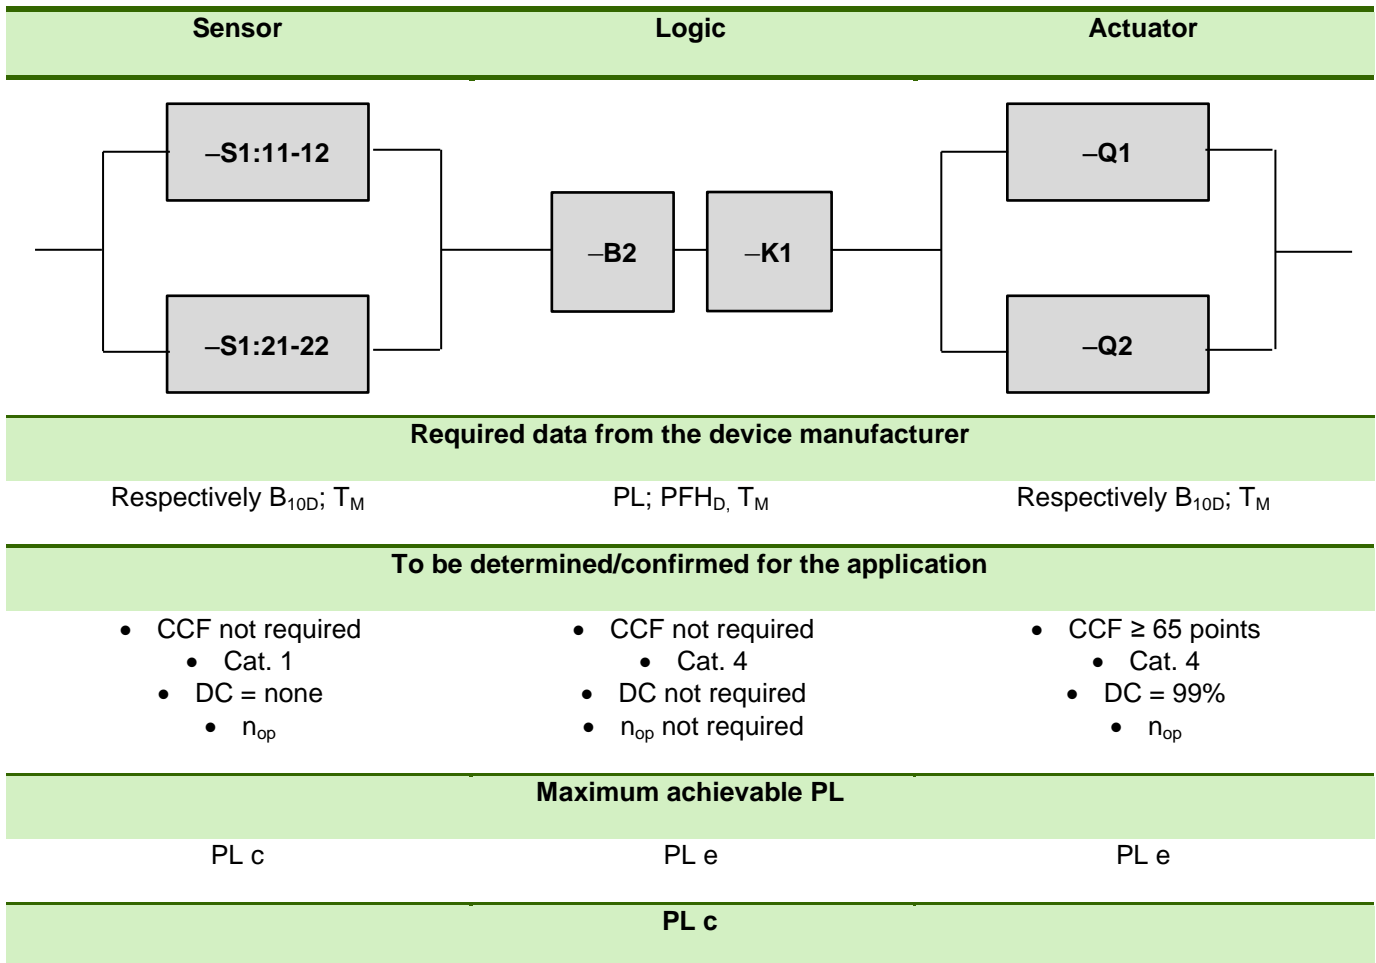 Sensor Logic Actuator
–S1:11-12 –Q1
–B2 –K1
–S1:21-22 –Q2
Required data from the device manufacturer
Respectively B10D; TM PL; PFHD, TM Respectively B10D; TM
To be determined/confirmed for the application
• CCF not required • CCF not required • CCF ≥ 65 points
• Cat. 1 • Cat. 4 • Cat. 4
• DC = none • DC not required • DC = 99%
• nop • nop not required • nop
Maximum achievable PL
PL c PL e PL e
PL c